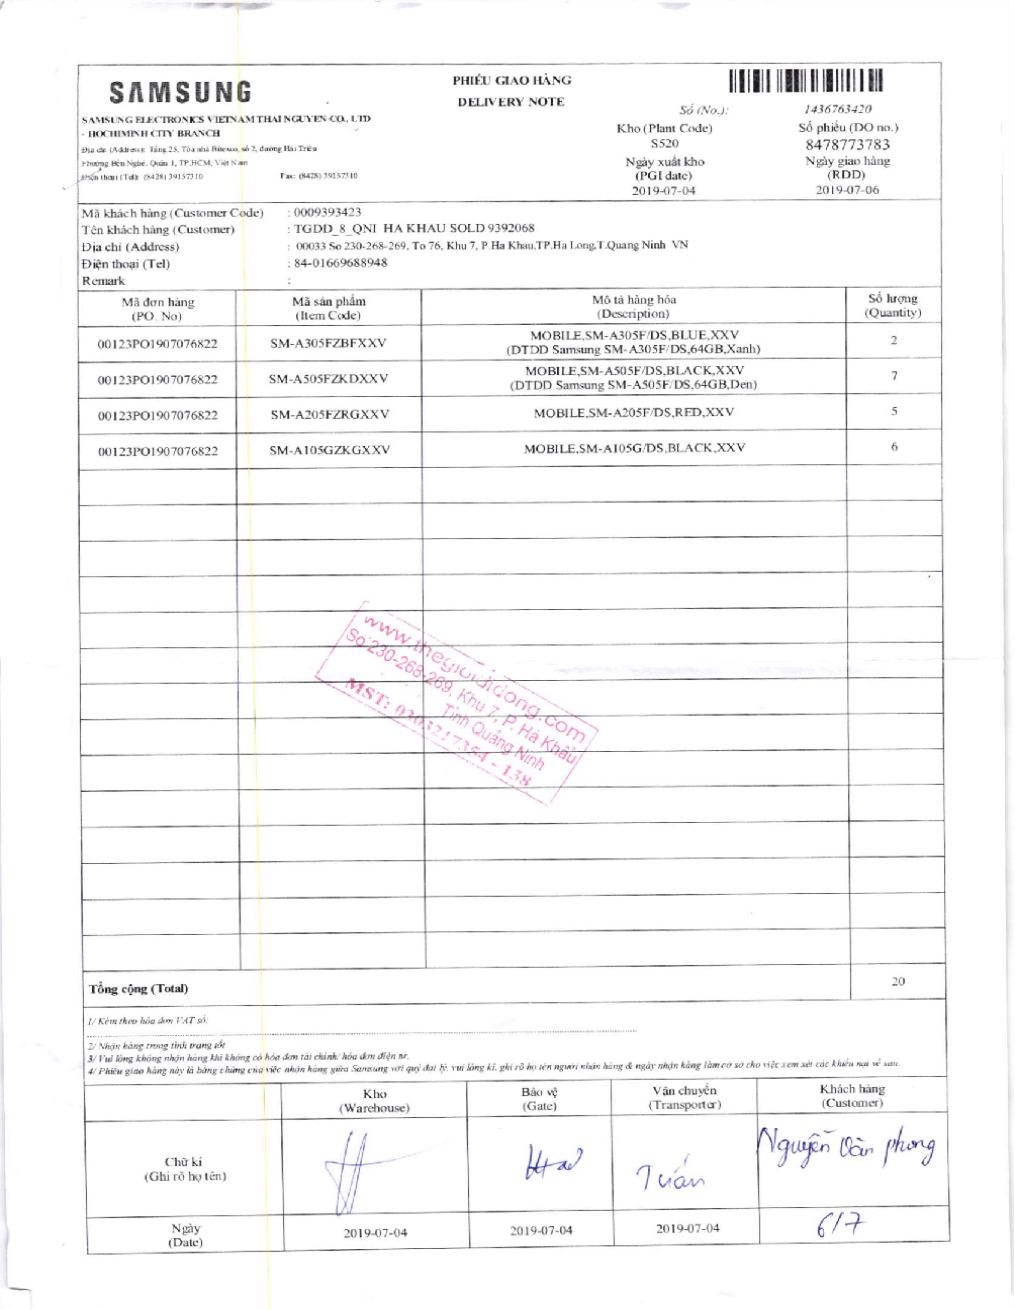 SAMSUNG
SAMSUNG ELECTRONICS VIETNAM THAI NGUYEN CO., LTD
- HOCHIMINH CITY BRANCH
Địa chỉ (Address): Tầng 25, Tòa nhà Bitexco, số 2, đường Hải Triều
Phường Bến Nghé, Quận 1, TP.HCM, Việt Nam
Điện thoại (Tel): (8428) 39157310 Fax: (8428) 39157310
PHIẾU GIAO HÀNG
DELIVERY NOTE
Số (No.): 1436763420
Kho (Plant Code) Số phiếu (DO no.)
S520 8478773783
Ngày xuất kho Ngày giao hàng
(PGI date) (RDD)
2019-07-04 2019-07-06
Mã khách hàng (Customer Code) : 0009393423
Tên khách hàng (Customer) : TGDD_8_QNI HA KHAU SOLD 9392068
Địa chỉ (Address) : 00033 So 230-268-269, To 76, Khu 7, P.Ha Khau,TP.Ha Long,T.Quang Ninh VN
Điện thoại (Tel) : 84-01669688948
Remark :
Mã đơn hàng Mã sản phẩm Mô tả hàng hóa Số lượng
(PO. No) (Item Code) (Description) (Quantity)
00123PO1907076822 SM-A305FZBFXXV MOBILE,SM-A305F/DS,BLUE,XXV 2
(DTDD Samsung SM-A305F/DS,64GB,Xanh)
00123PO1907076822 SM-A505FZKDXXV MOBILE,SM-A505F/DS,BLACK,XXV 7
(DTDD Samsung SM-A505F/DS,64GB,Den)
00123PO1907076822 SM-A205FZRGXXV MOBILE,SM-A205F/DS,RED,XXV 5
00123PO1907076822 SM-A105GZKGXXV MOBILE,SM-A105G/DS,BLACK,XXV 6
www.thegioididong.com
Số:230-268-269, Khu 7, P. Hà Khẩu
Tỉnh Quảng Ninh
MST: 0303217354 - 138
Tổng cộng (Total) 20
1/ Kèm theo hóa đơn VAT số:
2/ Nhận hàng trong tình trạng tốt
3/ Vui lòng không nhận hàng khi không có hóa đơn tài chính/ hóa đơn điện tử.
4/ Phiếu giao hàng này là bằng chứng của việc nhận hàng giữa Samsung với quý đại lý, vui lòng kí, ghi rõ họ tên người nhận hàng & ngày nhận hàng làm cơ sở cho việc xem xét các khiếu nại về sau.
Kho Bảo vệ Vận chuyển Khách hàng
(Warehouse) (Gate) (Transporter) (Customer)
Chữ kí
(Ghi rõ họ tên)
Tuấn
Nguyễn Văn phong
Ngày
(Date)
2019-07-04 2019-07-04 2019-07-04 6/7